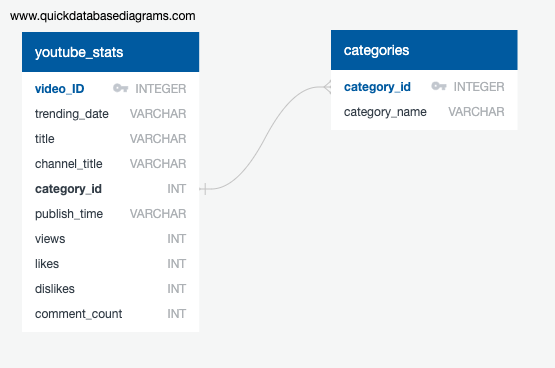 www.quickdatabasediagrams.com
youtube_stats
video_ID INTEGER
trending_date VARCHAR
title VARCHAR
channel_title VARCHAR
category_id INT
publish_time VARCHAR
views INT
likes INT
dislikes INT
comment_count INT
categories
category_id INTEGER
category_name VARCHAR